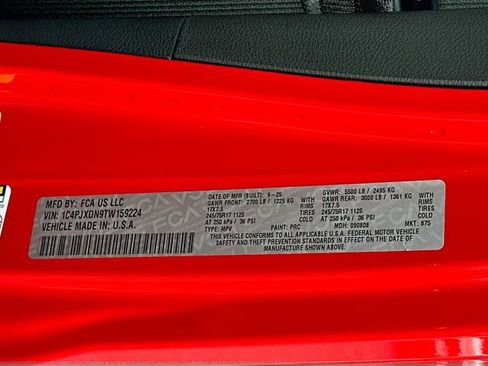 MFD BY: FCA US LLC
VIN: 1C4PJXDN9TW159224
VEHICLE MADE IN: U.S.A.
DATE OF MFR (BUILT): 9-25
GVWR: 5500 LB / 2495 KG
GAWR FRONT: 2700 LB / 1225 KG WITH
GAWR REAR: 3000 LB / 1361 KG WITH
17X7.5 RIMS
17X7.5 RIMS
245/75R17 112S TIRES
245/75R17 112S TIRES
AT 250 kPa / 36 PSI COLD
AT 250 kPa / 36 PSI COLD
TYPE: MPV PAINT: PRC MDH: 090808 MKT: 875
THIS VEHICLE CONFORMS TO ALL APPLICABLE U.S.A. FEDERAL MOTOR VEHICLE
SAFETY STANDARDS AND THEFT PREVENTION STANDARDS IN EFFECT ON THE DATE OF
MANUFACTURE SHOWN ABOVE.